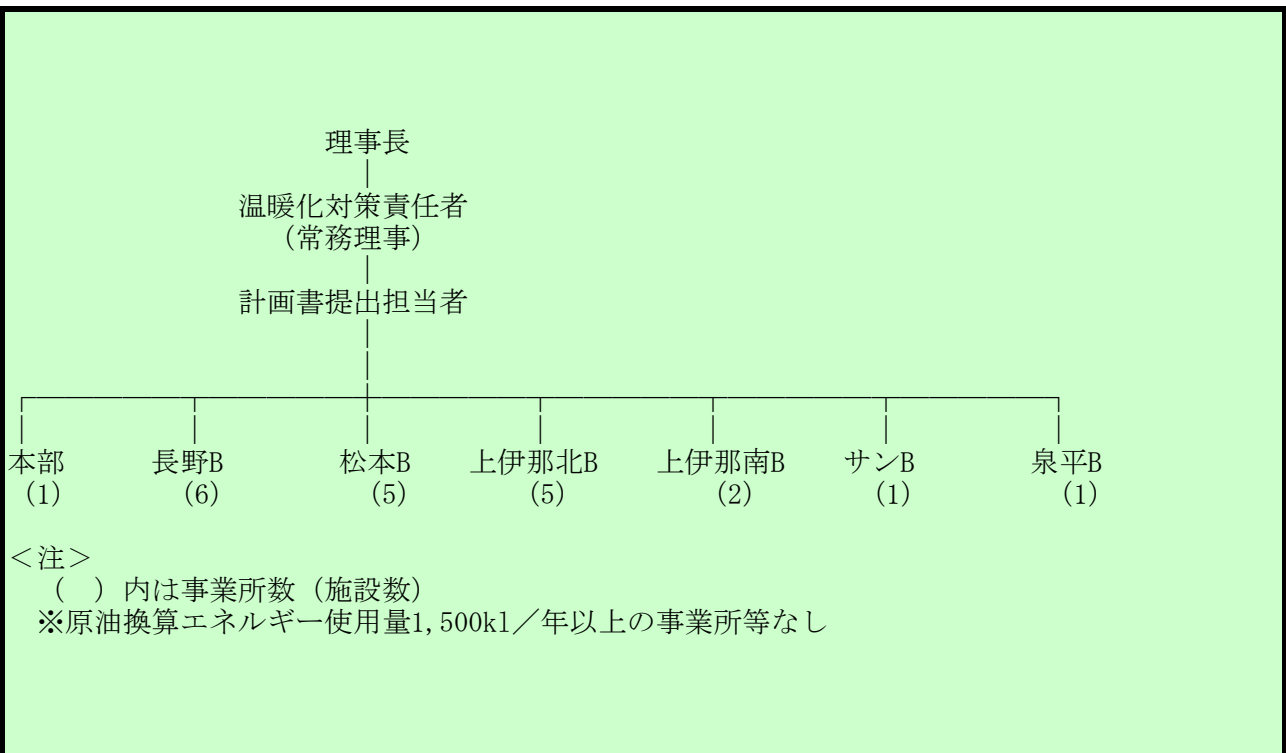 理事長
温暖化対策責任者
（常務理事）
計画書提出担当者
本部 長野B 松本B 上伊那北B 上伊那南B サンB 泉平B
（1） （6） （5） （5） （2） （1） （1）
＜注＞
（　）内は事業所数（施設数）
※原油換算エネルギー使用量1,500kl／年以上の事業所等なし